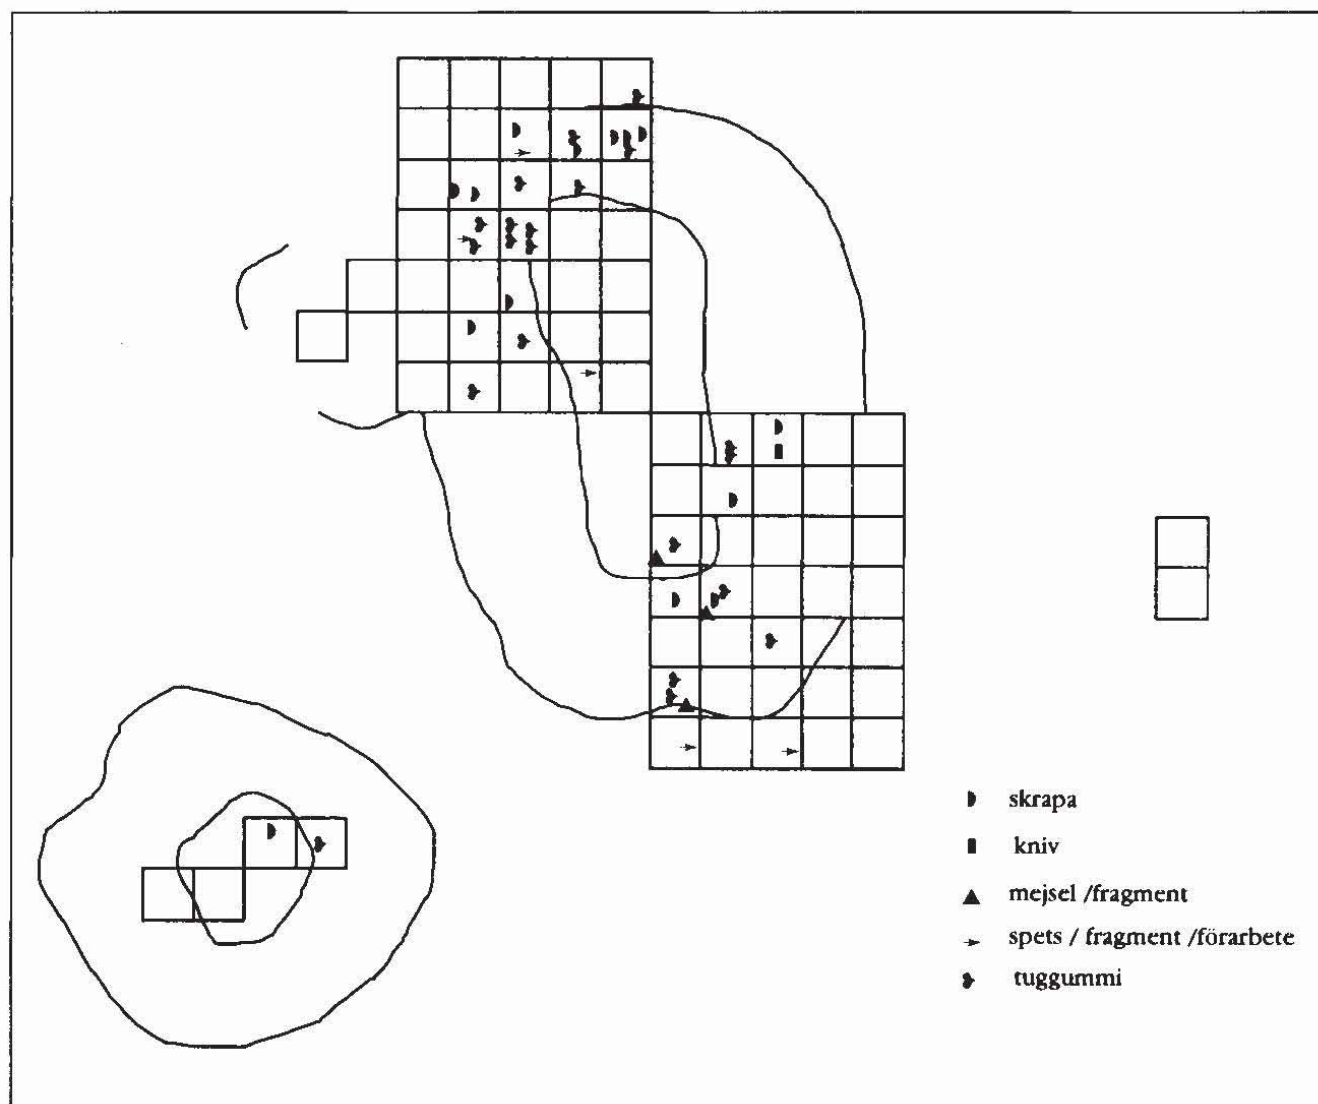 skrapa
kniv
mejsel /fragment
spets / fragment /förarbete
tuggummi